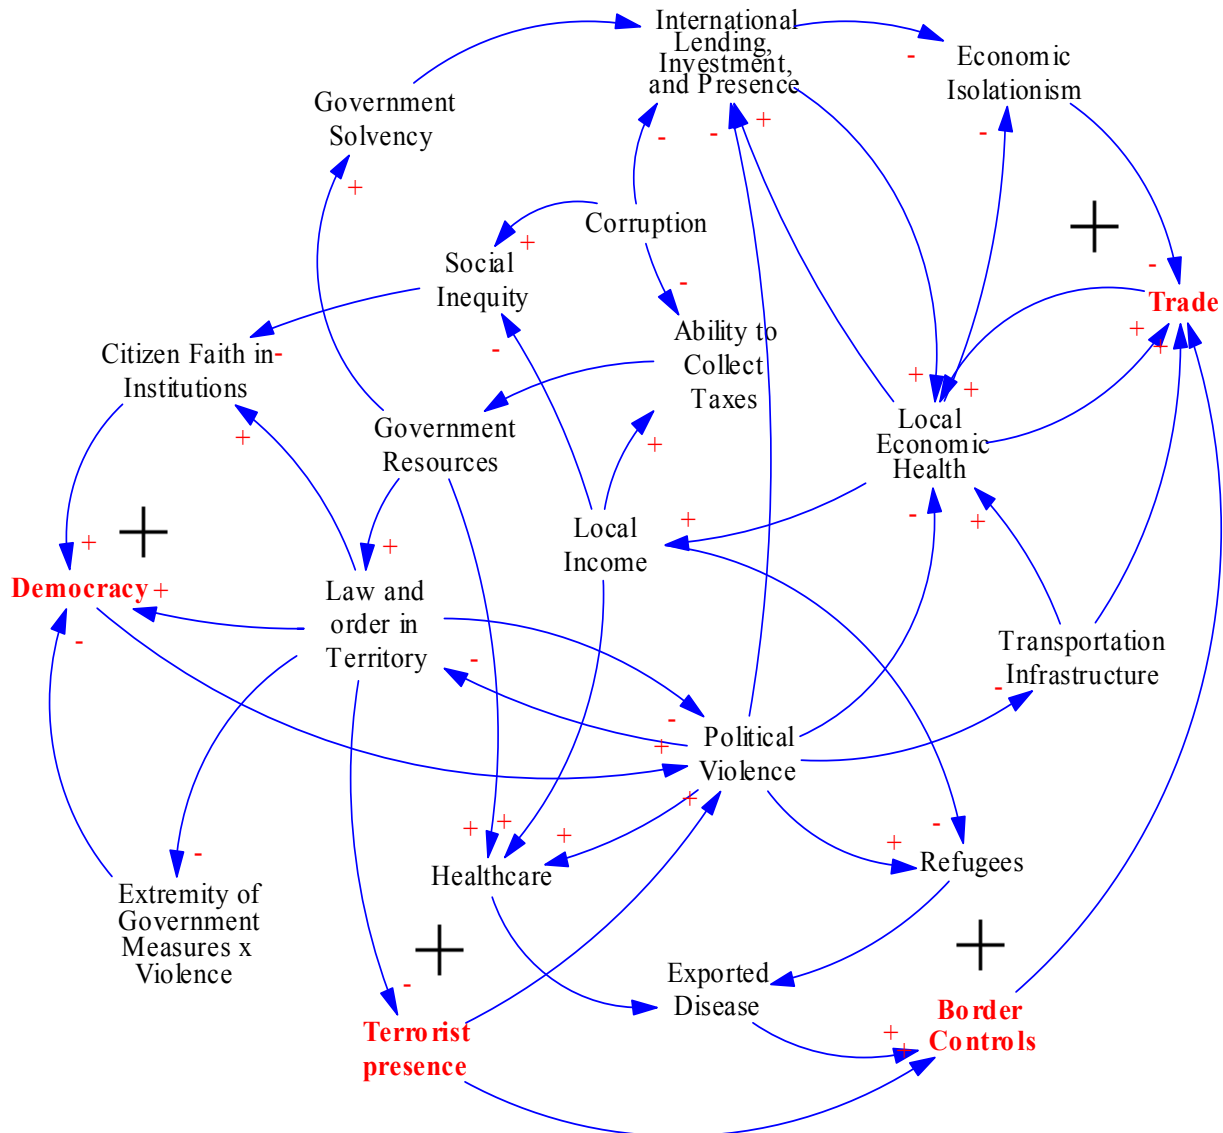 International
Lending,
Investment,
and Presence
Economic
Isolationism
Government
Solvency
Corruption
Social
Inequity
Trade
Ability to
Collect
Taxes
Citizen Faith in
Institutions
Government
Resources
Local
Economic
Health
Local
Income
Democracy
Law and
order in
Territory
Transportation
Infrastructure
Political
Violence
Refugees
Healthcare
Extremity of
Government
Measures x
Violence
Exported
Disease
Border
Controls
Terrorist
presence